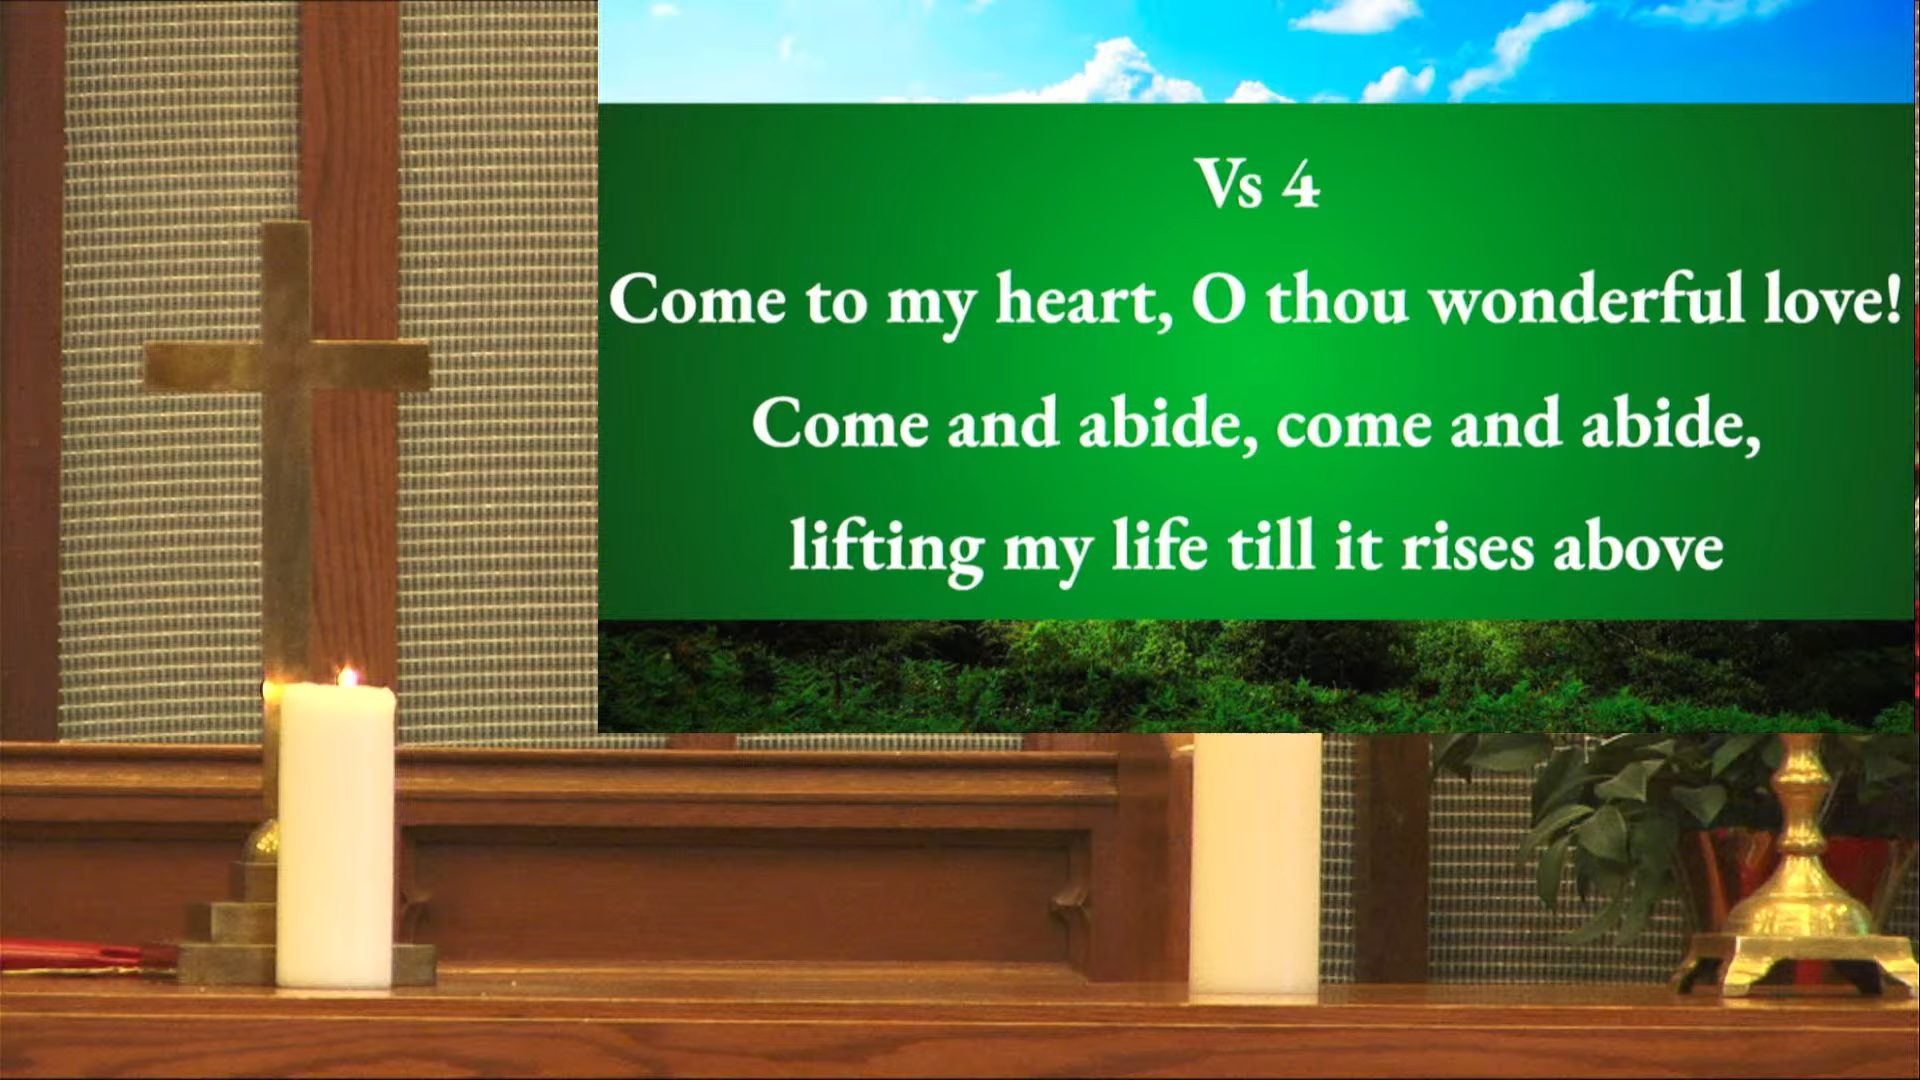 Vs 4
Come to my heart, O thou wonderful love!
Come and abide, come and abide,
lifting my life till it rises above